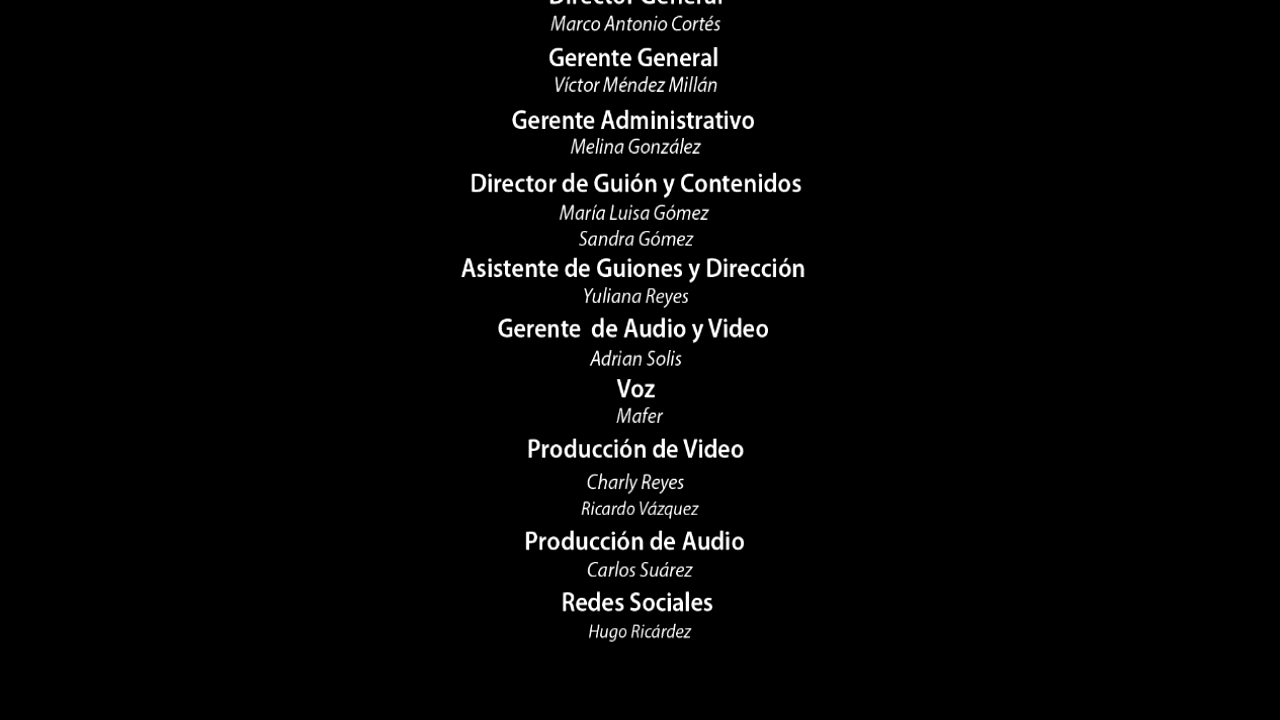 Director General
Marco Antonio Cortés
Gerente General
Víctor Méndez Millán
Gerente Administrativo
Melina González
Director de Guión y Contenidos
María Luisa Gómez
Sandra Gómez
Asistente de Guiones y Dirección
Yuliana Reyes
Gerente de Audio y Video
Adrian Solis
Voz
Mafer
Producción de Video
Charly Reyes
Ricardo Vázquez
Producción de Audio
Carlos Suárez
Redes Sociales
Hugo Ricárdez